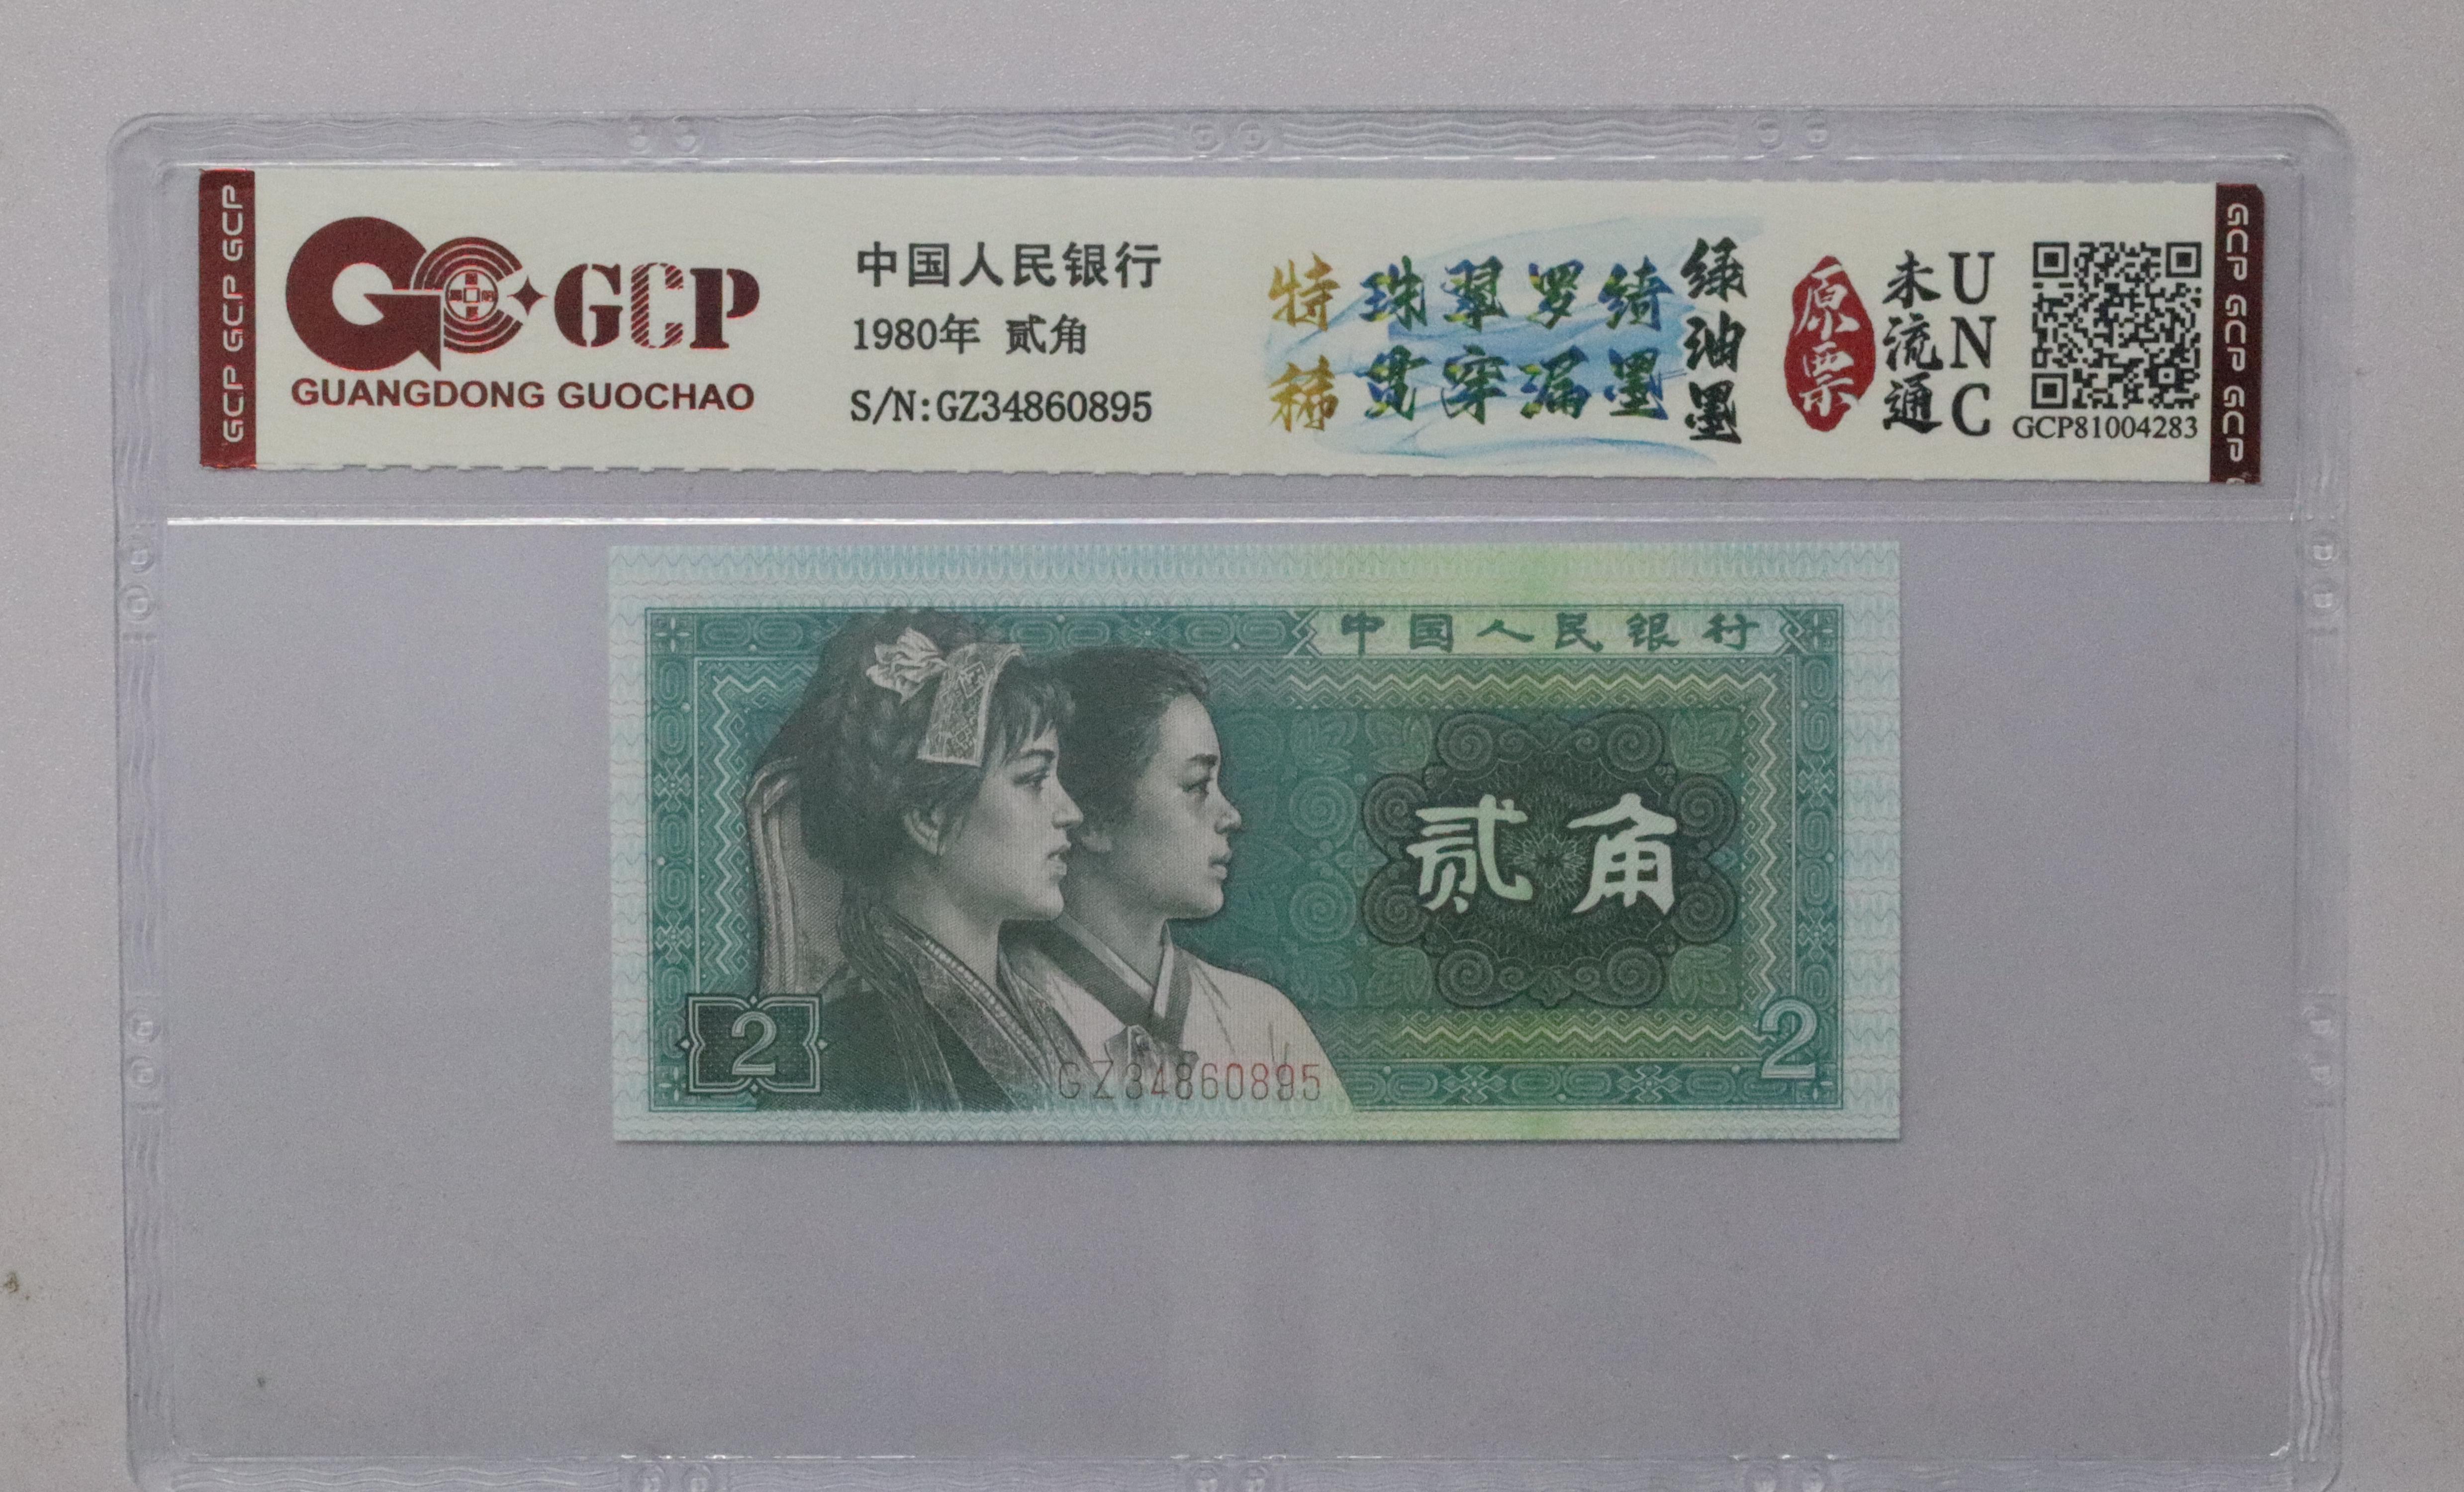 GCP GCP GCP
GCP
GUANGDONG GUOCHAO
中国人民银行
1980年 贰角
S/N:GZ34860895
特稀
珠翠罗绮
贯穿漏墨
绿油墨
原票
未流通
UNC
GCP81004283
GCP GCP GCP
中国人民银行
贰角
2
GZ34860895
2